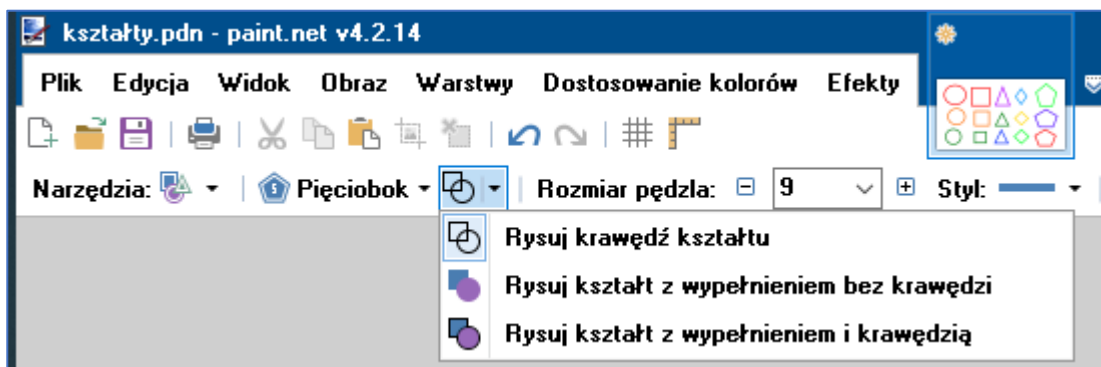 kształty.pdn - paint.net v4.2.14
Plik Edycja Widok Obraz Warstwy Dostosowanie kolorów Efekty
Narzędzia: 5 Pięciobok Rozmiar pędzla: 9 Styl:
Rysuj krawędź kształtu
Rysuj kształt z wypełnieniem bez krawędzi
Rysuj kształt z wypełnieniem i krawędzią